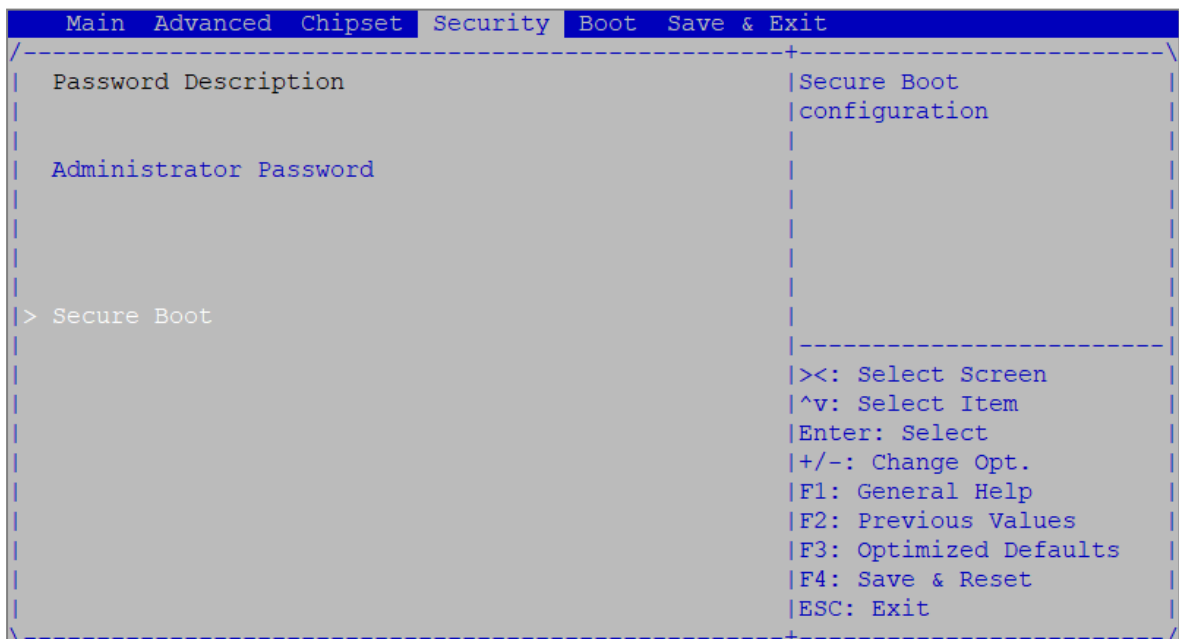 Main Advanced Chipset Security Boot Save & Exit
Password Description
Administrator Password
> Secure Boot
Secure Boot
configuration
><: Select Screen
^v: Select Item
Enter: Select
+/-: Change Opt.
F1: General Help
F2: Previous Values
F3: Optimized Defaults
F4: Save & Reset
ESC: Exit